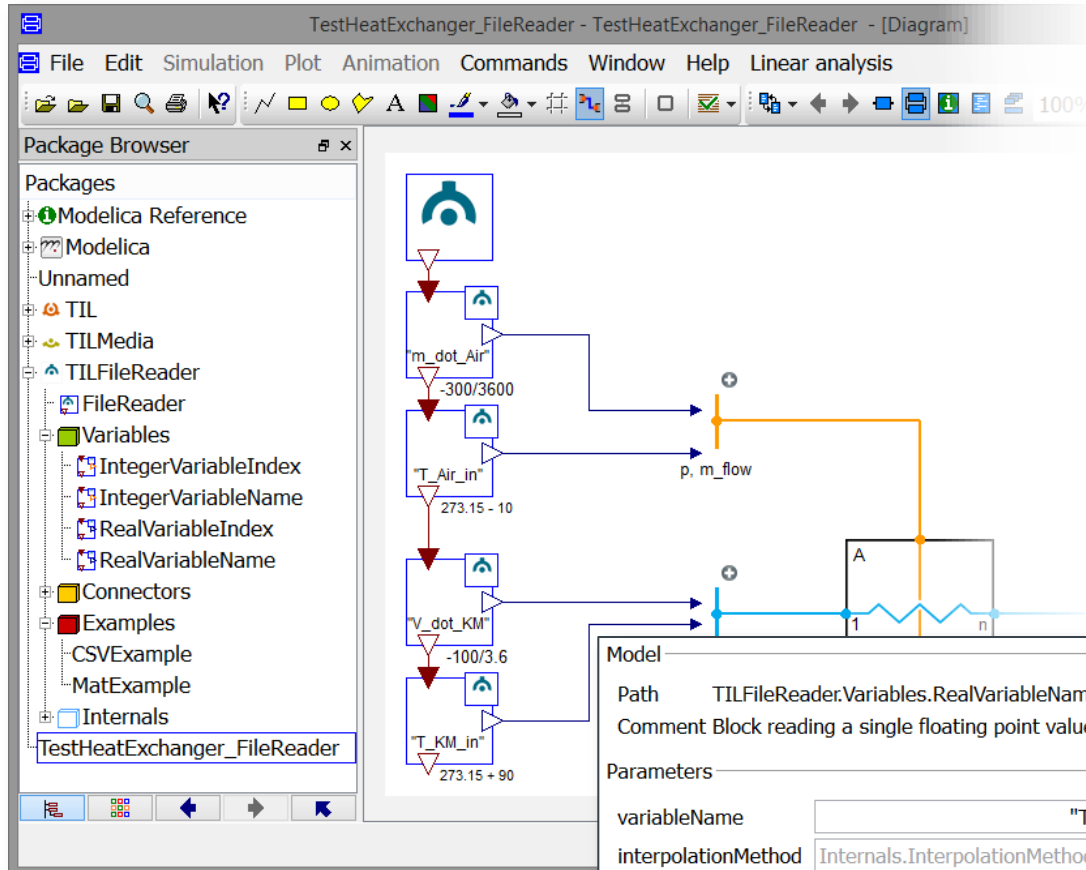 TestHeatExchanger_FileReader - TestHeatExchanger_FileReader - [Diagram]
File Edit Simulation Plot Animation Commands Window Help Linear analysis
100%
Package Browser
Packages
Modelica Reference
Modelica
Unnamed
TIL
TILMedia
TILFileReader
FileReader
Variables
IntegerVariableIndex
IntegerVariableName
RealVariableIndex
RealVariableName
Connectors
Examples
CSVExample
MatExample
Internals
TestHeatExchanger_FileReader
"m_dot_Air"
-300/3600
"T_Air_in"
273.15 - 10
"V_dot_KM"
-100/3.6
"T_KM_in"
273.15 + 90
p, m_flow
A
1 n
Model
Path TILFileReader.Variables.RealVariableNam
Comment Block reading a single floating point value
Parameters
variableName "T
interpolationMethod Internals.InterpolationMethod